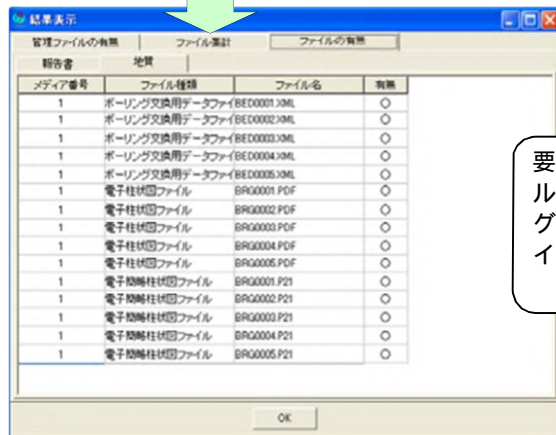 結果表示
管理ファイルの有無 ファイル集計 ファイルの有無
報告書 地質
メディア番号 ファイル種類 ファイル名 有無
1 ボーリング交換用データファイ BED0001.XML ○
1 ボーリング交換用データファイ BED0002.XML ○
1 ボーリング交換用データファイ BED0003.XML ○
1 ボーリング交換用データファイ BED0004.XML ○
1 ボーリング交換用データファイ BED0005.XML ○
1 電子柱状図ファイル BRG0001.PDF ○
1 電子柱状図ファイル BRG0002.PDF ○
1 電子柱状図ファイル BRG0003.PDF ○
1 電子柱状図ファイル BRG0004.PDF ○
1 電子柱状図ファイル BRG0005.PDF ○
1 電子簡略柱状図ファイル BRG0001.P21 ○
1 電子簡略柱状図ファイル BRG0002.P21 ○
1 電子簡略柱状図ファイル BRG0003.P21 ○
1 電子簡略柱状図ファイル BRG0004.P21 ○
1 電子簡略柱状図ファイル BRG0005.P21 ○
OK
要
ル
グ
イ